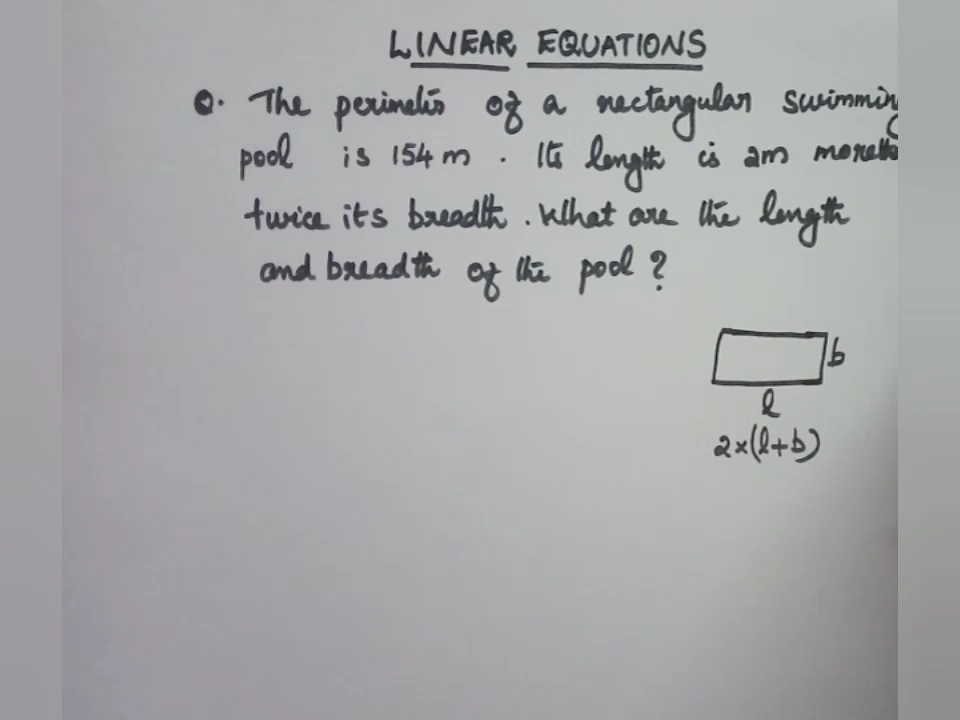 LINEAR EQUATIONS
Q. The perimeter of a rectangular swimming
pool is 154 m . Its length is 2m more than
twice its breadth . What are the length
and breadth of the pool ?
b
l
2×(l+b)